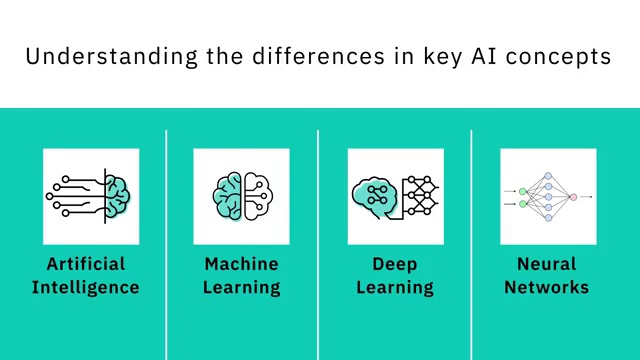 Understanding the differences in key AI concepts
Artificial
Intelligence
Machine
Learning
Deep
Learning
Neural
Networks